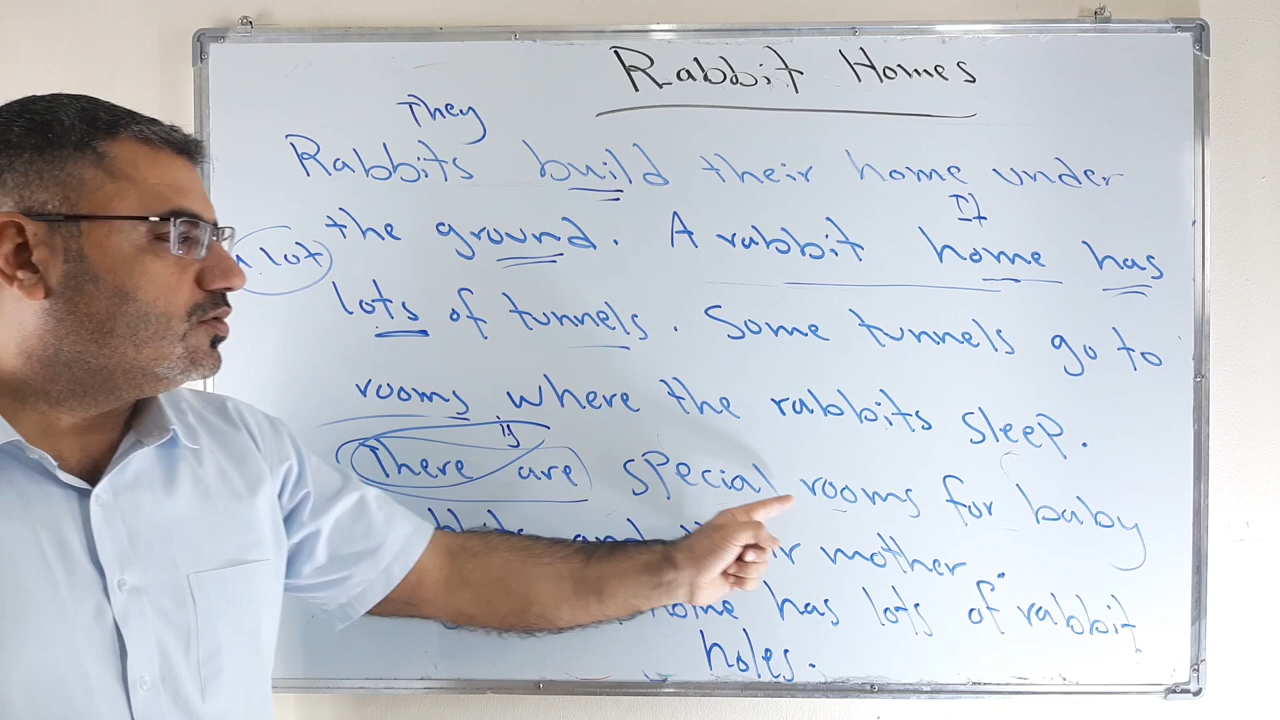 Rabbit Homes
They
Rabbits build their home under
It
the ground. A rabbit home has
a lot
lots of tunnels. Some tunnels go to
rooms where the rabbits sleep.
is
There are special rooms for baby
and mother.
home has lots of rabbit
holes.